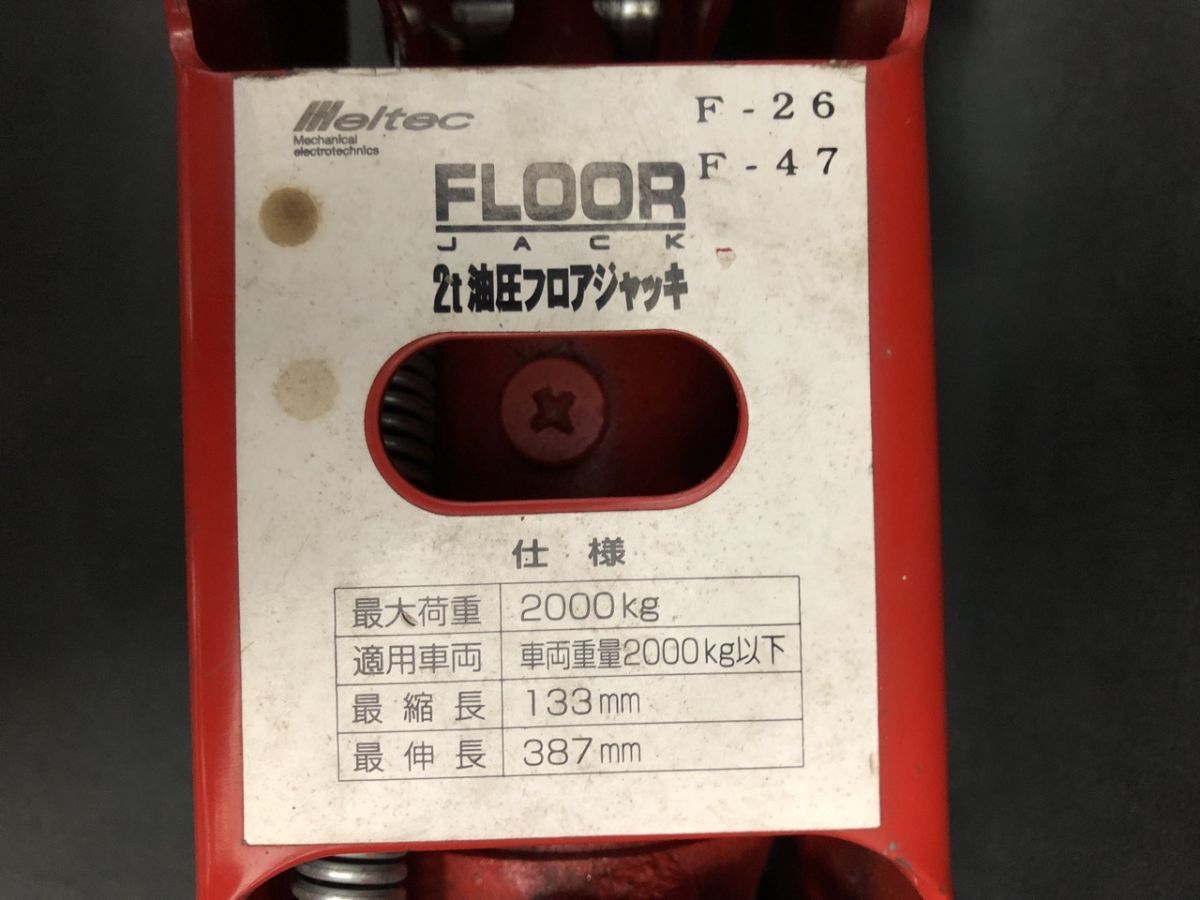 Meltec
Mechanical
electrotechnics
F-26
F-47
FLOOR
JACK
2t油圧フロアジャッキ
仕様
最大荷重 2000kg
適用車両 車両重量2000kg以下
最縮長 133mm
最伸長 387mm